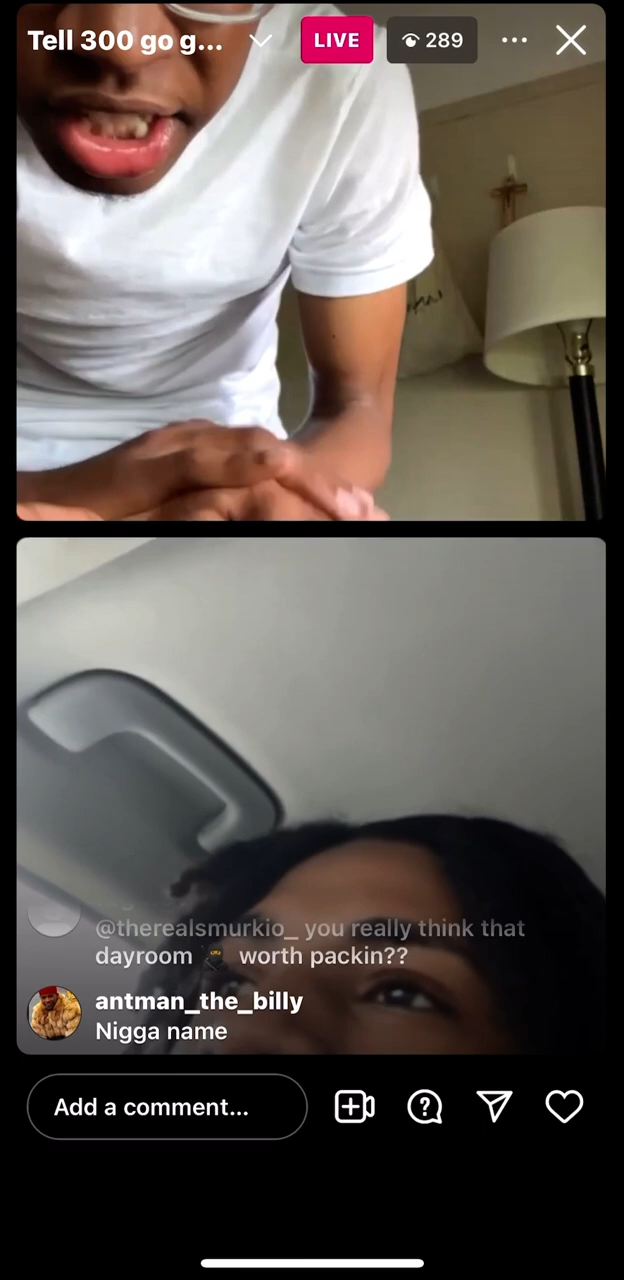 Tell 300 go g...
LIVE
289
@therealsmurkio_ you really think that
dayroom 🥷🏿 worth packin??
antman_the_billy
Nigga name
Add a comment...